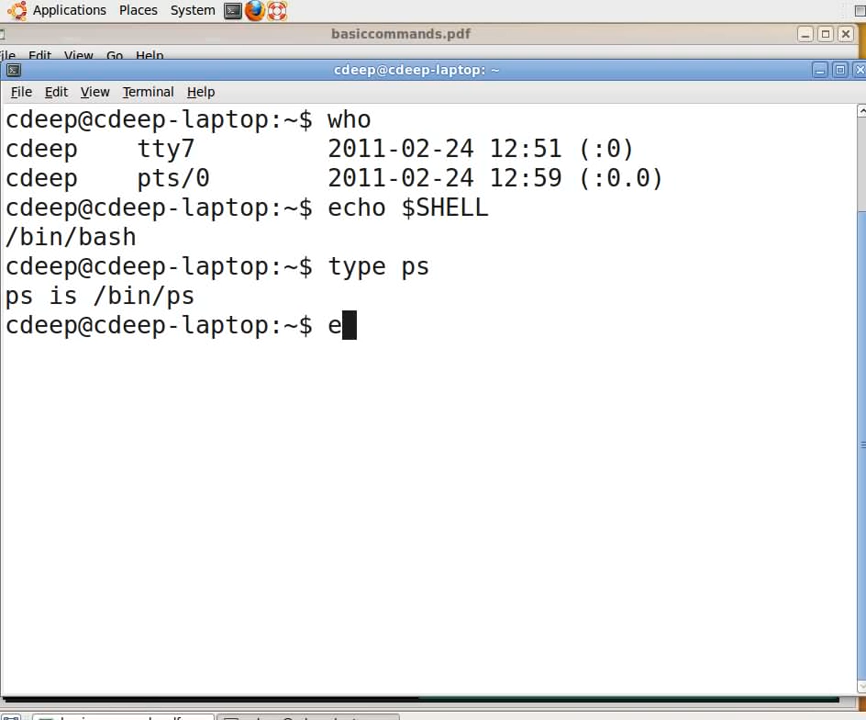 Applications Places System
basiccommands.pdf
File Edit View Go Help
cdeep@cdeep-laptop: ~
File Edit View Terminal Help
cdeep@cdeep-laptop:~$ who
cdeep    tty7         2011-02-24 12:51 (:0)
cdeep    pts/0        2011-02-24 12:59 (:0.0)
cdeep@cdeep-laptop:~$ echo $SHELL
/bin/bash
cdeep@cdeep-laptop:~$ type ps
ps is /bin/ps
cdeep@cdeep-laptop:~$ e